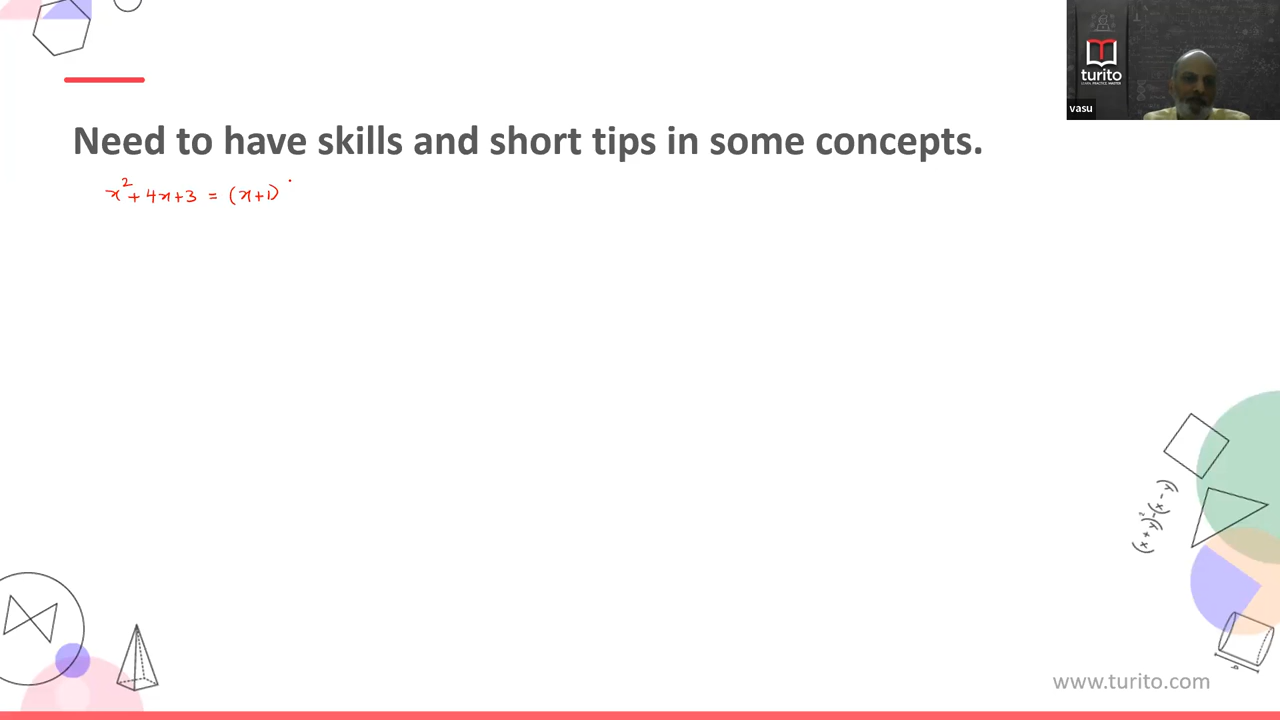 turito
vasu
Need to have skills and short tips in some concepts.
x² + 4x + 3 = (x+1)
(x + y)² - (x - y)
www.turito.com